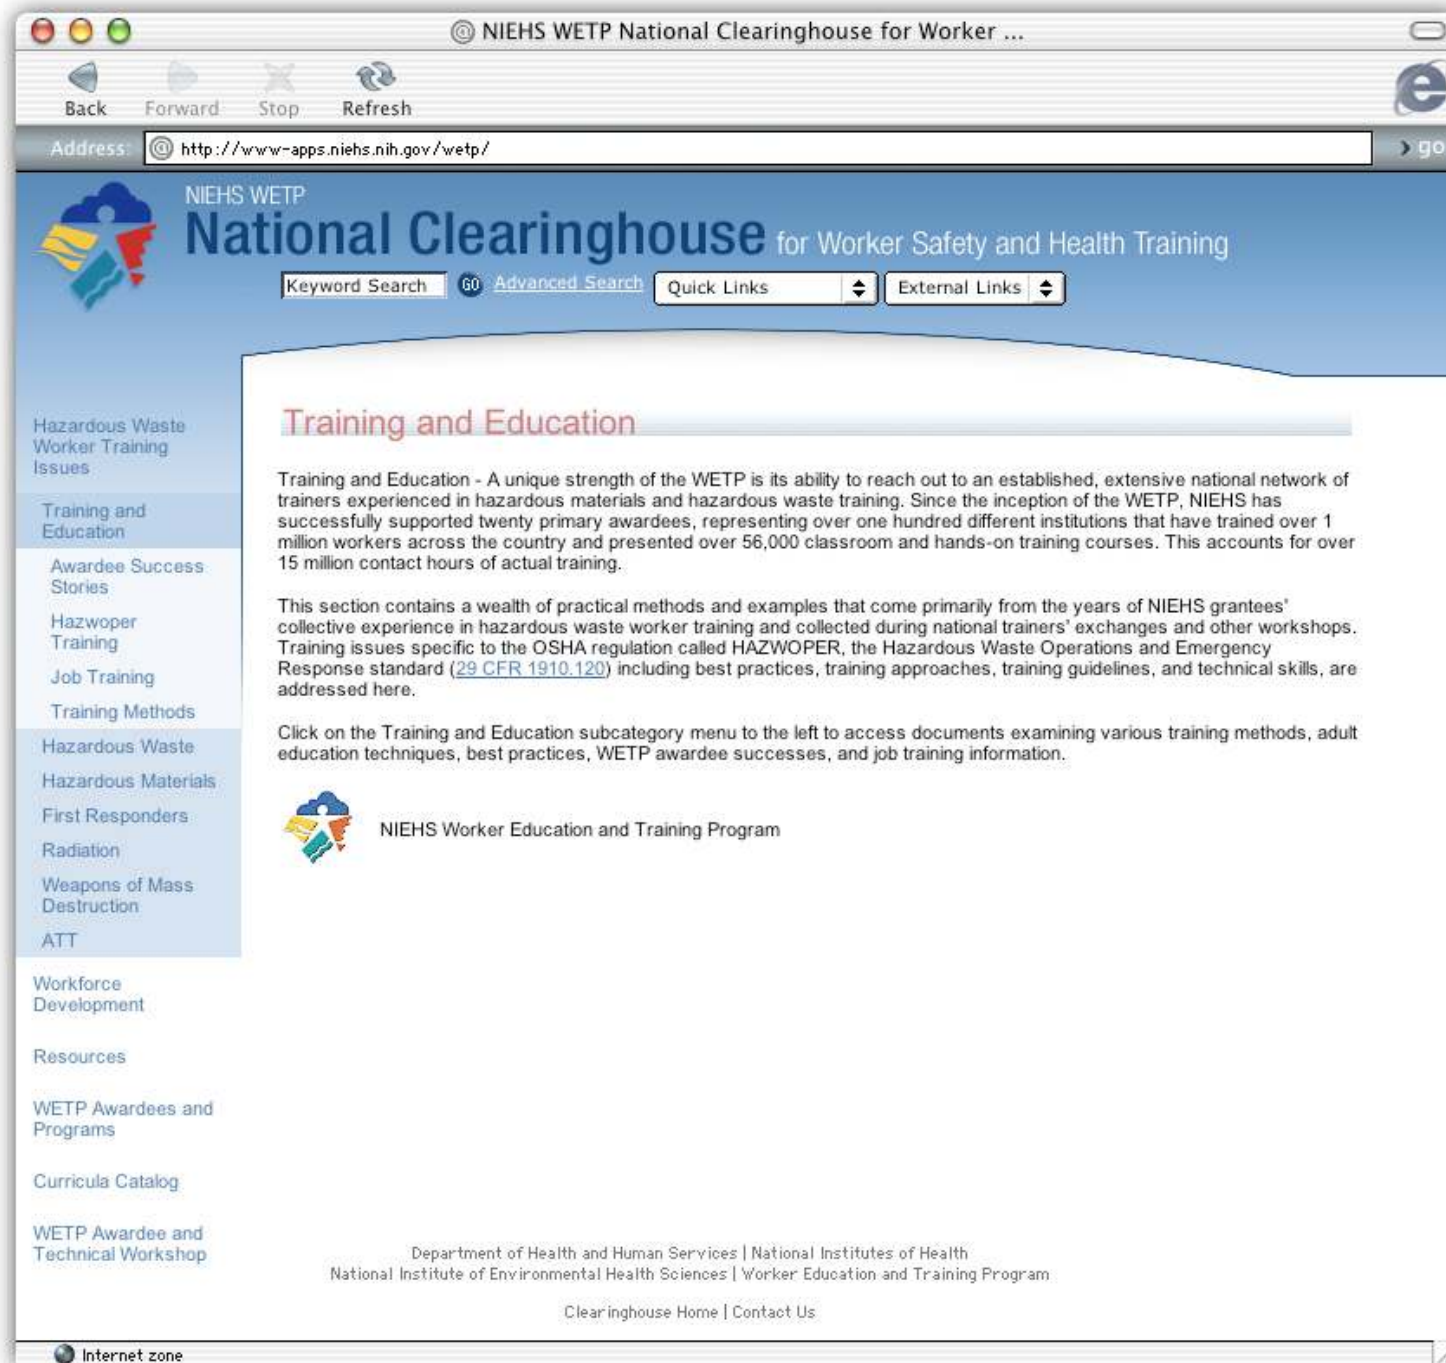 NIEHS WETP National Clearinghouse for Worker ...
Back Forward Stop Refresh
Address: http://www-apps.niehs.nih.gov/wetp/ go
NIEHS WETP
National Clearinghouse for Worker Safety and Health Training
Keyword Search GO Advanced Search Quick Links External Links
Hazardous Waste
Worker Training
Issues
Training and
Education
Awardee Success
Stories
Hazwoper
Training
Job Training
Training Methods
Hazardous Waste
Hazardous Materials
First Responders
Radiation
Weapons of Mass
Destruction
ATT
Workforce
Development
Resources
WETP Awardees and
Programs
Curricula Catalog
WETP Awardee and
Technical Workshop
Training and Education
Training and Education - A unique strength of the WETP is its ability to reach out to an established, extensive national network of
trainers experienced in hazardous materials and hazardous waste training. Since the inception of the WETP, NIEHS has
successfully supported twenty primary awardees, representing over one hundred different institutions that have trained over 1
million workers across the country and presented over 56,000 classroom and hands-on training courses. This accounts for over
15 million contact hours of actual training.
This section contains a wealth of practical methods and examples that come primarily from the years of NIEHS grantees'
collective experience in hazardous waste worker training and collected during national trainers' exchanges and other workshops.
Training issues specific to the OSHA regulation called HAZWOPER, the Hazardous Waste Operations and Emergency
Response standard (29 CFR 1910.120) including best practices, training approaches, training guidelines, and technical skills, are
addressed here.
Click on the Training and Education subcategory menu to the left to access documents examining various training methods, adult
education techniques, best practices, WETP awardee successes, and job training information.
NIEHS Worker Education and Training Program
Department of Health and Human Services | National Institutes of Health
National Institute of Environmental Health Sciences | Worker Education and Training Program
Clearinghouse Home | Contact Us
Internet zone